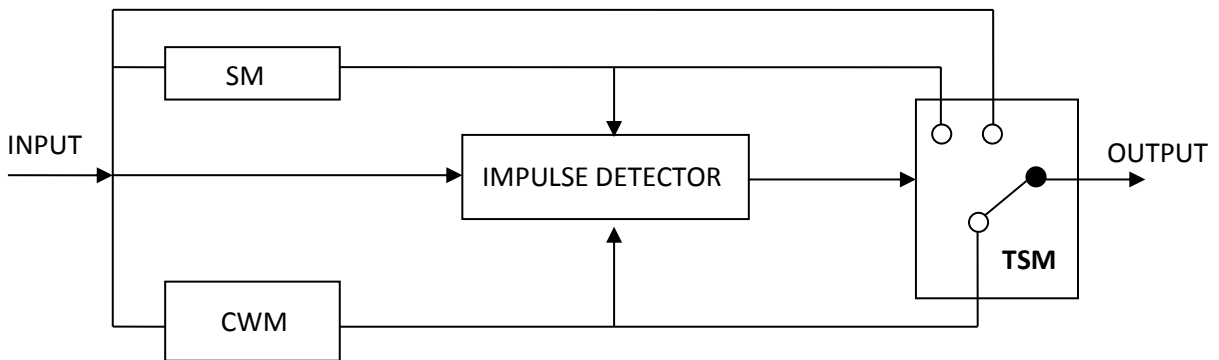 SM
INPUT
IMPULSE DETECTOR
OUTPUT
TSM
CWM